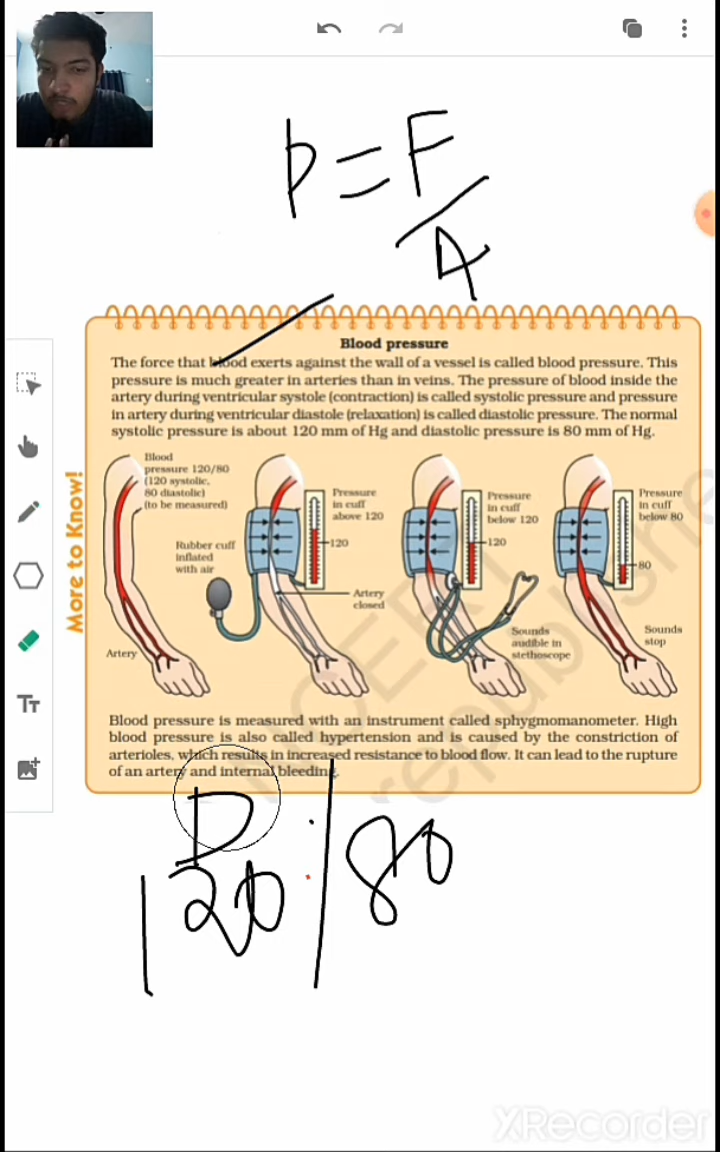 P = F
A
Blood pressure
The force that blood exerts against the wall of a vessel is called blood pressure. This
pressure is much greater in arteries than in veins. The pressure of blood inside the
artery during ventricular systole (contraction) is called systolic pressure and pressure
in artery during ventricular diastole (relaxation) is called diastolic pressure. The normal
systolic pressure is about 120 mm of Hg and diastolic pressure is 80 mm of Hg.
More to Know!
Blood
pressure 120/80
(120 systolic,
80 diastolic)
(to be measured)
Rubber cuff
inflated
with air
Artery
Pressure
in cuff
above 120
120
Artery
closed
Pressure
in cuff
below 120
120
Sounds
audible in
stethoscope
Pressure
in cuff
below 80
80
Sounds
stop
Blood pressure is measured with an instrument called sphygmomanometer. High
blood pressure is also called hypertension and is caused by the constriction of
arterioles, which results in increased resistance to blood flow. It can lead to the rupture
of an artery and internal bleeding.
120/80
Tт
NCERT
republishe
XRecorder